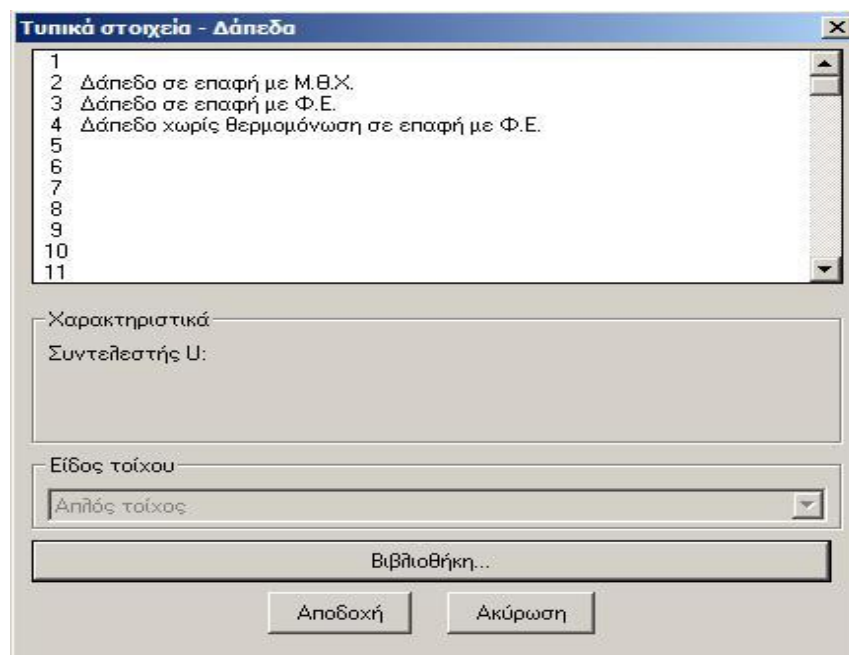 Τυπικά στοιχεία - Δάπεδα
1
2 Δάπεδο σε επαφή με Μ.Θ.Χ.
3 Δάπεδο σε επαφή με Φ.Ε.
4 Δάπεδο χωρίς θερμομόνωση σε επαφή με Φ.Ε.
5
6
7
8
9
10
11
Χαρακτηριστικά
Συντελεστής U:
Είδος τοίχου
Απλός τοίχος
Βιβλιοθήκη...
Αποδοχή Ακύρωση